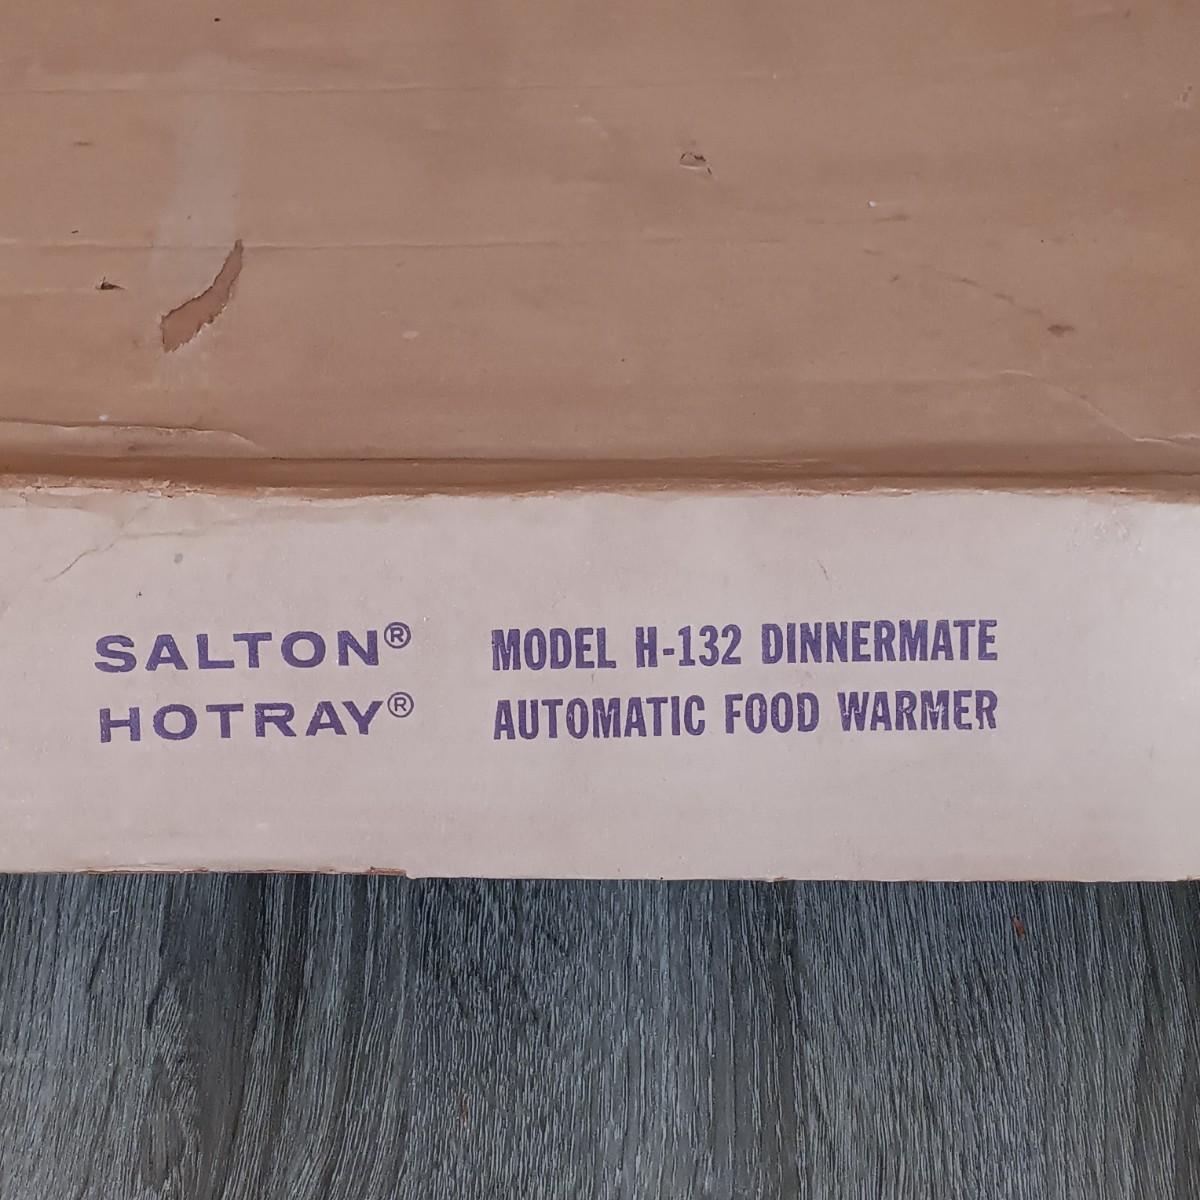 SALTON®
HOTRAY®
MODEL H-132 DINNERMATE
AUTOMATIC FOOD WARMER